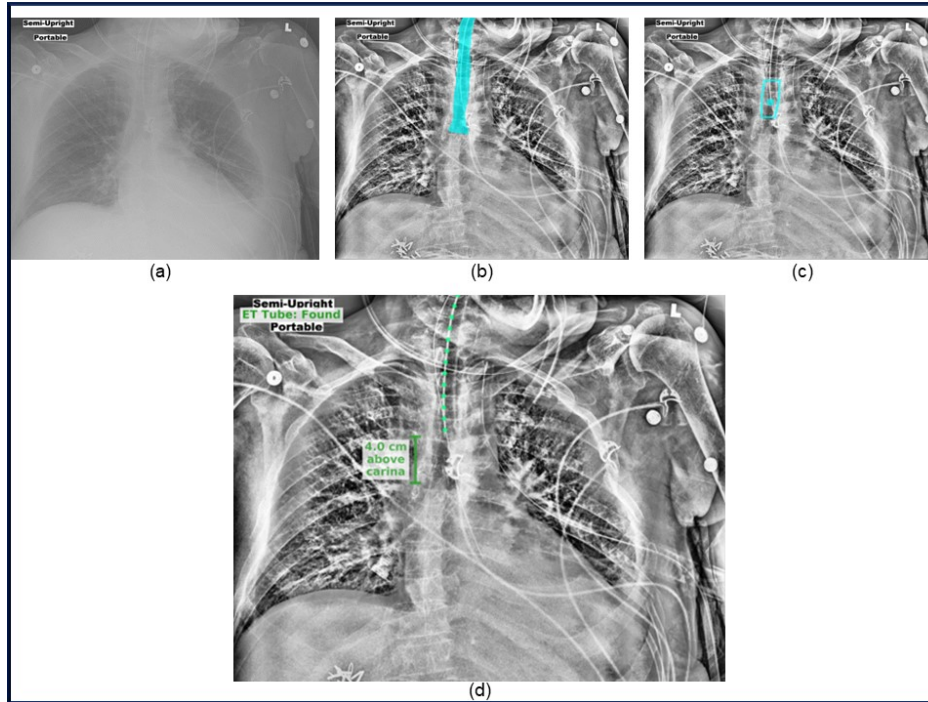 Semi-Upright
Portable
L
(a)
Semi-Upright
Portable
(b)
Semi-Upright
Portable
L
(c)
Semi-Upright
ET Tube: Found
Portable
L
4.0 cm
above
carina
(d)